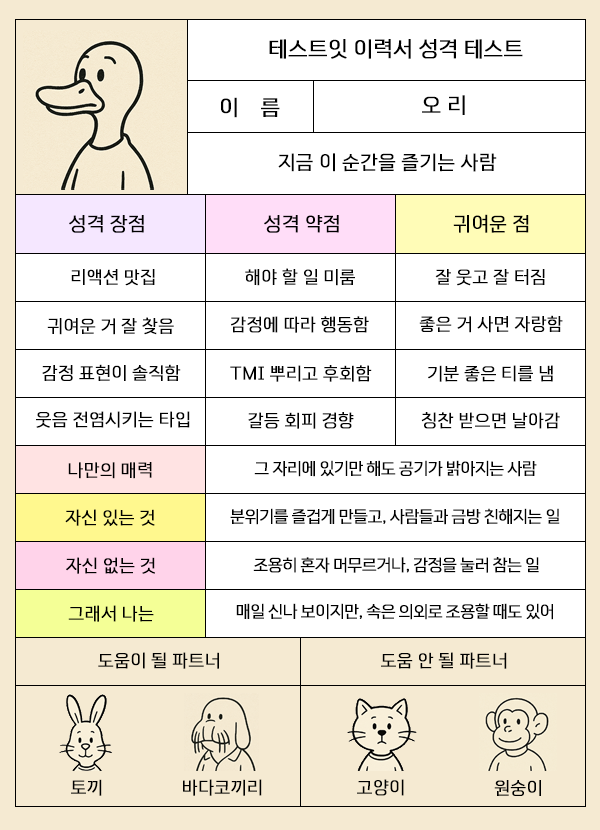 테스트잇 이력서 성격 테스트
이 름
오 리
지금 이 순간을 즐기는 사람
성격 장점
성격 약점
귀여운 점
리액션 맛집
해야 할 일 미룸
잘 웃고 잘 터짐
귀여운 거 잘 찾음
감정에 따라 행동함
좋은 거 사면 자랑함
감정 표현이 솔직함
TMI 뿌리고 후회함
기분 좋은 티를 냄
웃음 전염시키는 타입
갈등 회피 경향
칭찬 받으면 날아감
나만의 매력
그 자리에 있기만 해도 공기가 밝아지는 사람
자신 있는 것
분위기를 즐겁게 만들고, 사람들과 금방 친해지는 일
자신 없는 것
조용히 혼자 머무르거나, 감정을 눌러 참는 일
그래서 나는
매일 신나 보이지만, 속은 의외로 조용할 때도 있어
도움이 될 파트너
도움 안 될 파트너
토끼
바다코끼리
고양이
원숭이